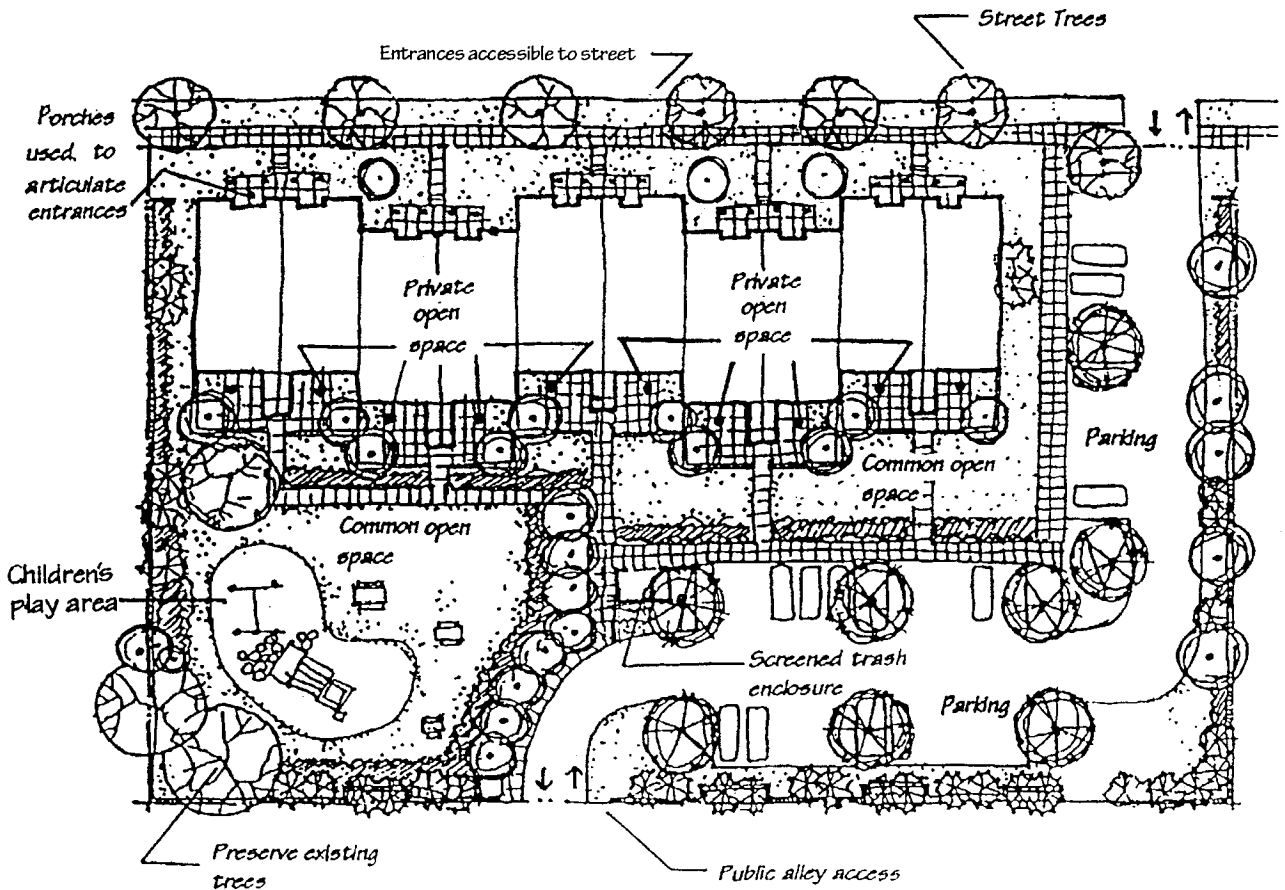 Street Trees
Entrances accessible to street
Porches
used, to
articulate
entrances
Private
open
space
Private
open
space
Parking
Common open
space
Common open
space
Children's
play area
Screened trash
enclosure
Parking
Preserve existing
trees
Public alley access